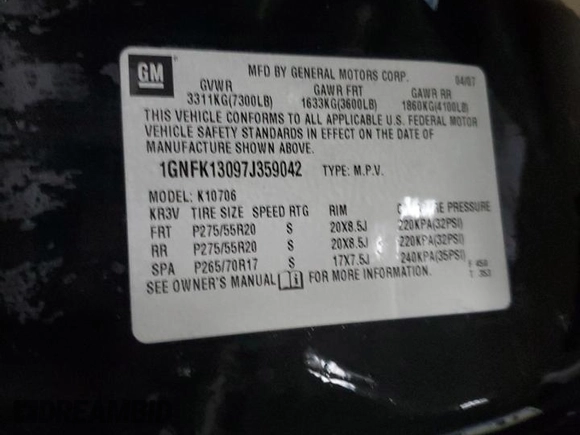 GM
MFD BY GENERAL MOTORS CORP. 04/07
GVWR GAWR FRT GAWR RR
3311KG(7300LB) 1633KG(3600LB) 1860KG(4100LB)
THIS VEHICLE CONFORMS TO ALL APPLICABLE U.S. FEDERAL MOTOR
VEHICLE SAFETY STANDARDS IN EFFECT ON THE DATE OF
MANUFACTURE SHOWN ABOVE.
1GNFK13097J359042 TYPE: M.P.V.
MODEL: K10706
KR3V TIRE SIZE SPEED RTG RIM PRESSURE
FRT P275/55R20 S 20X8.5J 220KPA(32PSI)
RR P275/55R20 S 20X8.5J 220KPA(32PSI)
SPA P265/70R17 S 17X7.5J 240KPA(35PSI)
SEE OWNER'S MANUAL FOR MORE INFORMATION.
F 450
T 353
DREAMBID